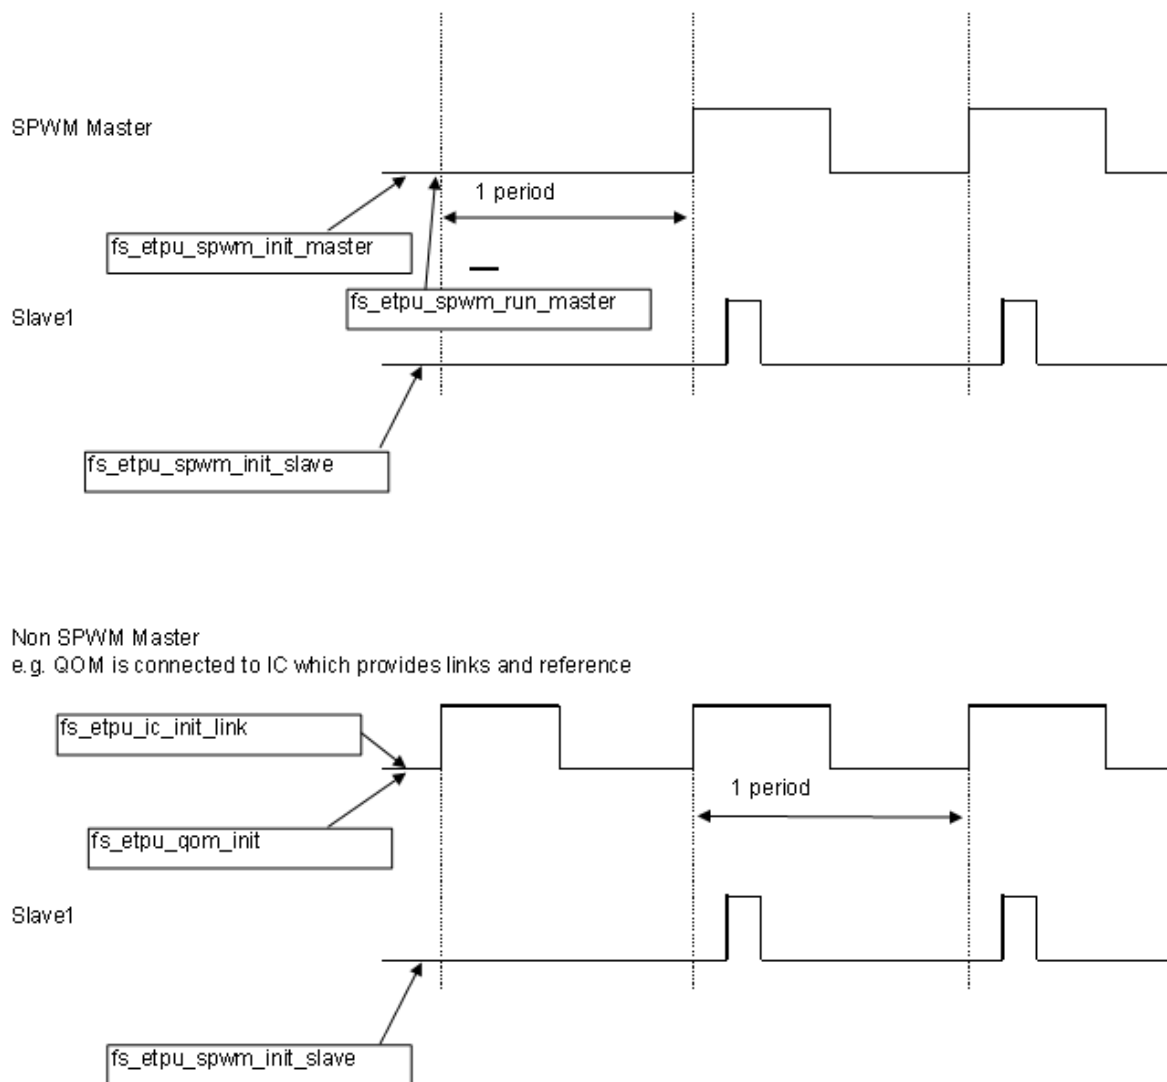 SPWM Master
1 period
fs_etpu_spwm_init_master
fs_etpu_spwm_run_master
Slave1
fs_etpu_spwm_init_slave
Non SPWM Master
e.g. QOM is connected to IC which provides links and reference
fs_etpu_ic_init_link
1 period
fs_etpu_qom_init
Slave1
fs_etpu_spwm_init_slave